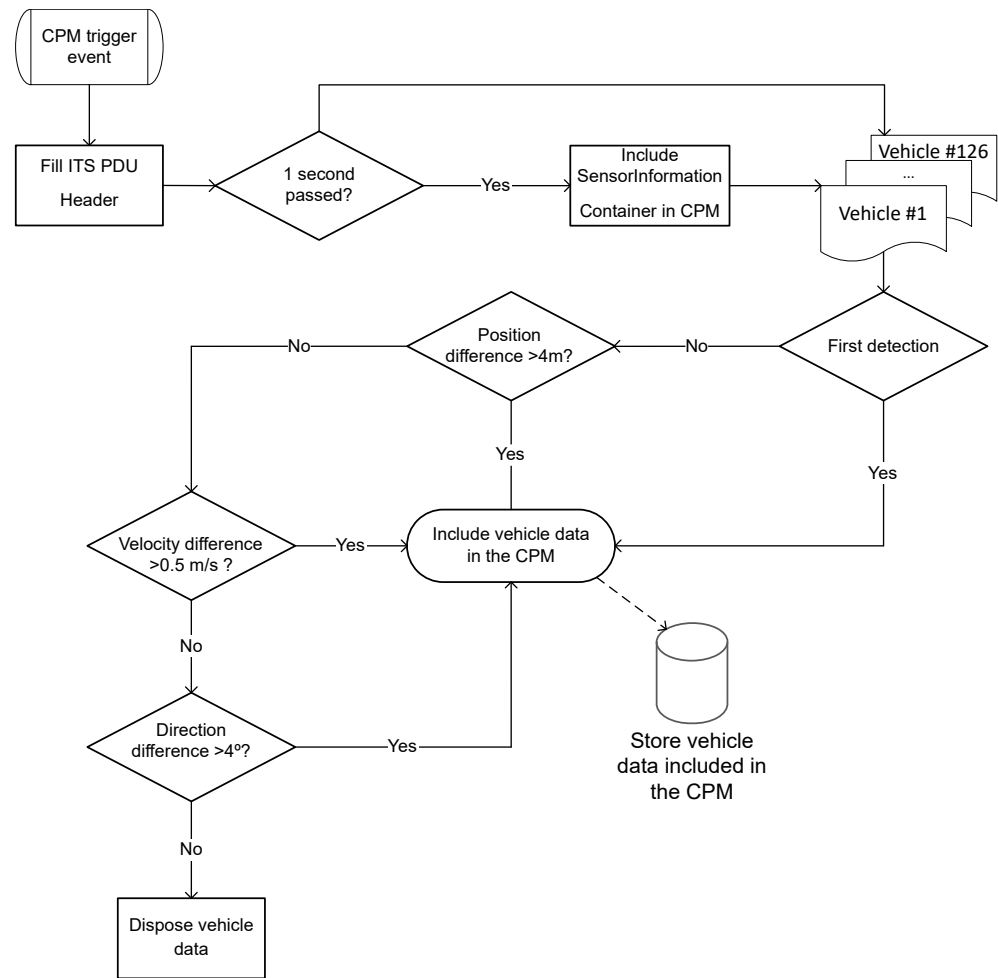 CPM trigger
event
Fill ITS PDU
Header
1 second
passed?
Yes
Include
SensorInformation
Container in CPM
Vehicle #126
...
Vehicle #1
First detection
No
Position
difference >4m?
No
Yes
Yes
Velocity difference
>0.5 m/s ?
Yes
Include vehicle data
in the CPM
No
Direction
difference >4º?
Yes
Store vehicle
data included in
the CPM
No
Dispose vehicle
data